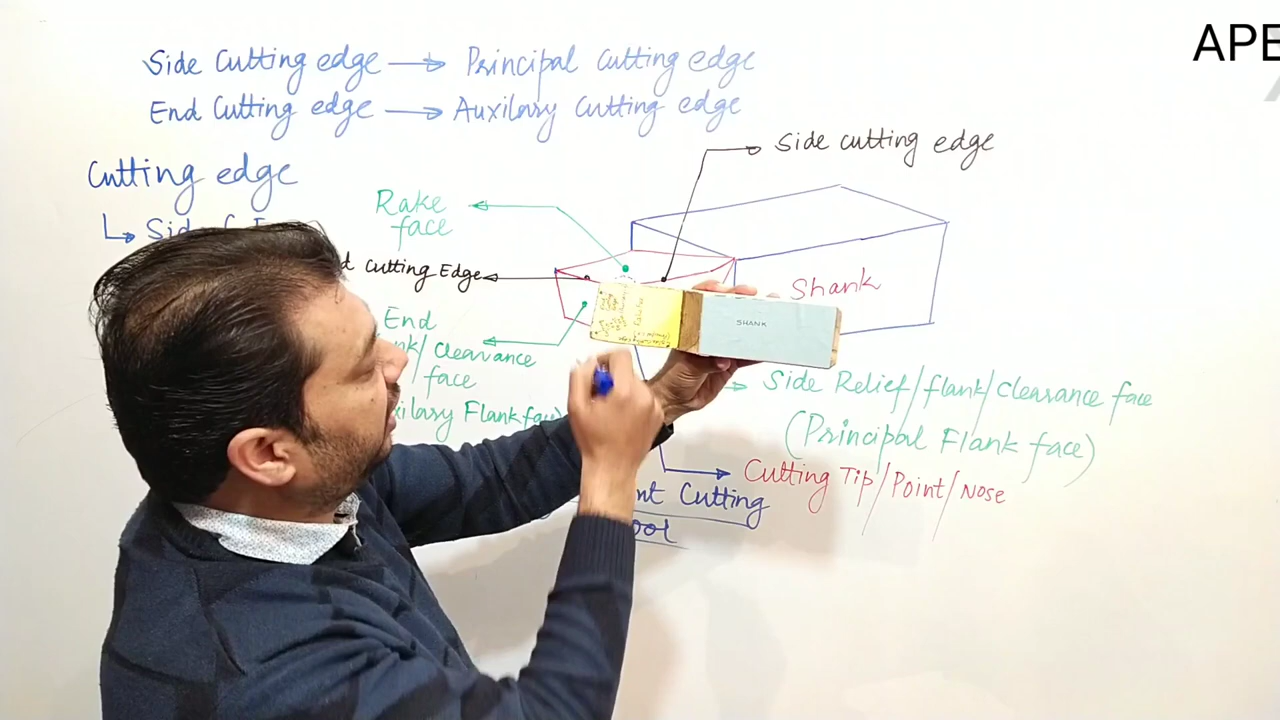 APE
Side Cutting edge → Principal Cutting edge
End Cutting edge → Auxilary Cutting edge
Side cutting edge
Cutting edge
Rake
face
Cutting Edge
Shank
SHANK
End
Clearance
face
Flank
Side Relief/flank/clearance face
(Principal Flank face)
Cutting Tip/Point/Nose
Cutting